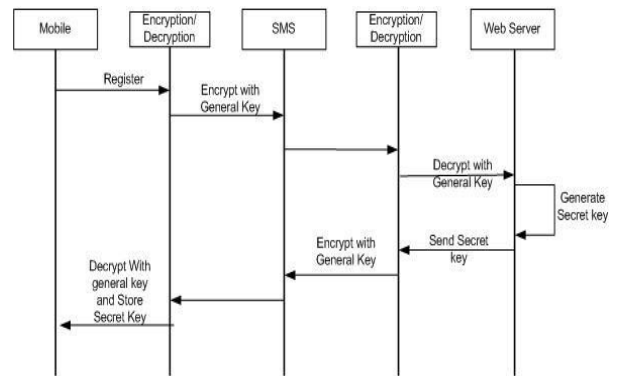 Mobile
Encryption/
Decryption
SMS
Encryption/
Decryption
Web Server
Register
Encrypt with
General Key
Decrypt with
General Key
Generate
Secret key
Send Secret
key
Encrypt with
General Key
Decrypt With
general key
and Store
Secret Key